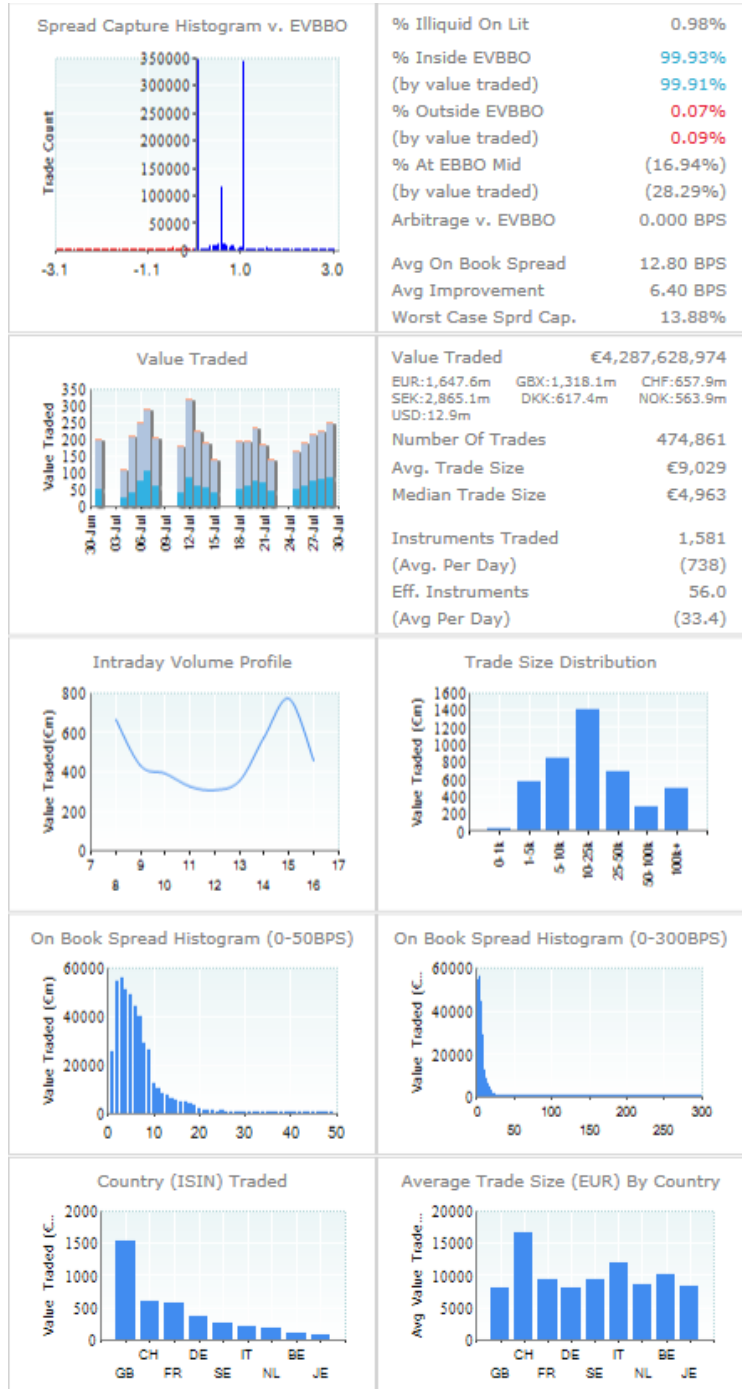 Spread Capture Histogram v. EVBBO
Trade Count
350000
300000
250000
200000
150000
100000
50000
0
-3.1 -1.1 1.0 3.0
% Illiquid On Lit 0.98%
% Inside EVBBO 99.93%
(by value traded) 99.91%
% Outside EVBBO 0.07%
(by value traded) 0.09%
% At EBBO Mid (16.94%)
(by value traded) (28.29%)
Arbitrage v. EVBBO 0.000 BPS
Avg On Book Spread 12.80 BPS
Avg Improvement 6.40 BPS
Worst Case Sprd Cap. 13.88%
Value Traded
Value Traded
350
300
250
200
150
100
50
0
30-Jun 03-Jul 06-Jul 09-Jul 12-Jul 15-Jul 18-Jul 21-Jul 24-Jul 27-Jul 30-Jul
Value Traded €4,287,628,974
EUR:1,647.6m GBX:1,318.1m CHF:657.9m
SEK:2,865.1m DKK:617.4m NOK:563.9m
USD:12.9m
Number Of Trades 474,861
Avg. Trade Size €9,029
Median Trade Size €4,963
Instruments Traded 1,581
(Avg. Per Day) (738)
Eff. Instruments 56.0
(Avg Per Day) (33.4)
Intraday Volume Profile
Value Traded(€m)
800
600
400
200
0
7 9 11 13 15 17
8 10 12 14 16
Trade Size Distribution
Value Traded (€m)
1600
1400
1200
1000
800
600
400
200
0
0-1k 1-5k 5-10k 10-25k 25-50k 50-100k 100k+
On Book Spread Histogram (0-50BPS)
Value Traded (€m)
60000
40000
20000
0
0 10 20 30 40 50
On Book Spread Histogram (0-300BPS)
Value Traded (€...
60000
40000
20000
0
0 100 200 300
50 150 250
Country (ISIN) Traded
Value Traded (€...
2000
1500
1000
500
0
CH DE IT BE
GB FR SE NL JE
Average Trade Size (EUR) By Country
Avg Value Trade...
20000
15000
10000
5000
0
CH DE IT BE
GB FR SE NL JE